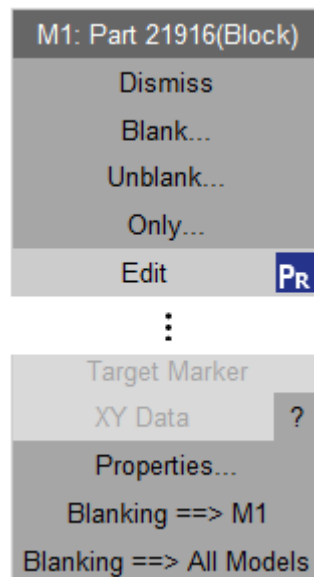 M1: Part 21916(Block)
Dismiss
Blank...
Unblank...
Only...
Edit PR
Target Marker
XY Data ?
Properties...
Blanking ==> M1
Blanking ==> All Models